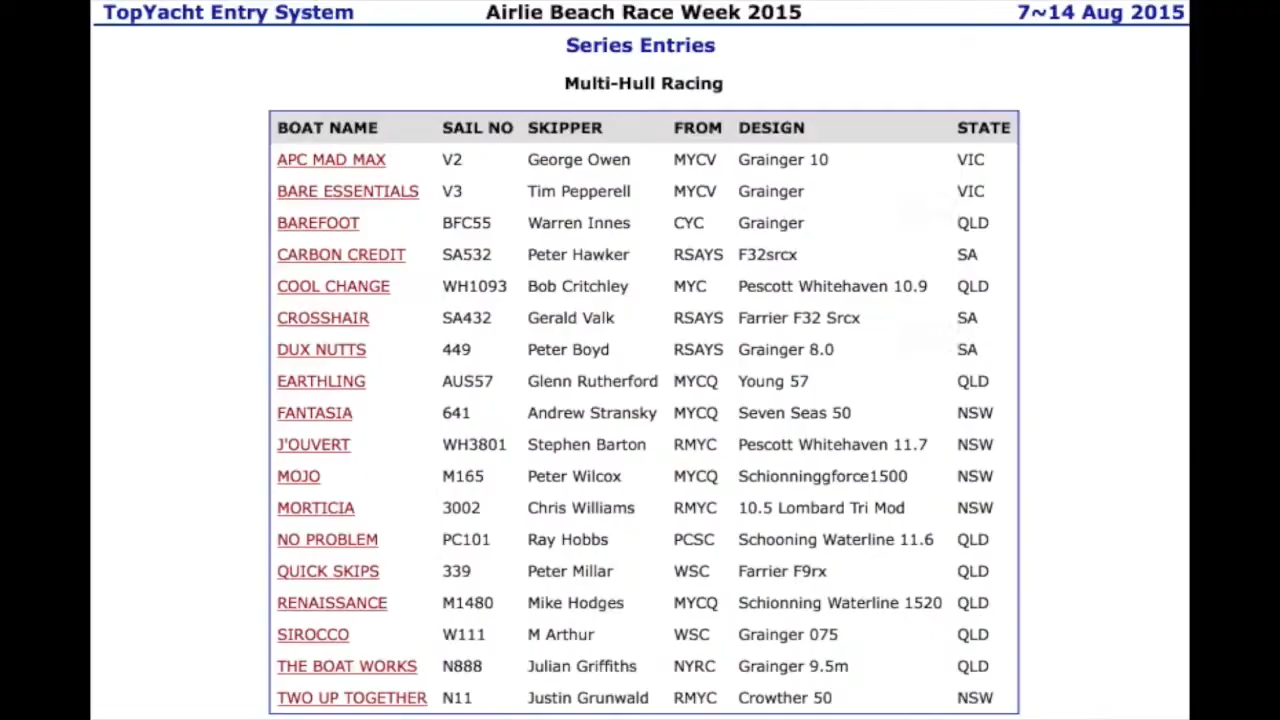 TopYacht Entry System Airlie Beach Race Week 2015 7~14 Aug 2015
Series Entries
Multi-Hull Racing
BOAT NAME SAIL NO SKIPPER FROM DESIGN STATE
APC MAD MAX V2 George Owen MYCV Grainger 10 VIC
BARE ESSENTIALS V3 Tim Pepperell MYCV Grainger VIC
BAREFOOT BFC55 Warren Innes CYC Grainger QLD
CARBON CREDIT SA532 Peter Hawker RSAYS F32srcx SA
COOL CHANGE WH1093 Bob Critchley MYC Pescott Whitehaven 10.9 QLD
CROSSHAIR SA432 Gerald Valk RSAYS Farrier F32 Srcx SA
DUX NUTTS 449 Peter Boyd RSAYS Grainger 8.0 SA
EARTHLING AUS57 Glenn Rutherford MYCQ Young 57 QLD
FANTASIA 641 Andrew Stransky MYCQ Seven Seas 50 NSW
J'OUVERT WH3801 Stephen Barton RMYC Pescott Whitehaven 11.7 NSW
MOJO M165 Peter Wilcox MYCQ Schionninggforce1500 NSW
MORTICIA 3002 Chris Williams RMYC 10.5 Lombard Tri Mod NSW
NO PROBLEM PC101 Ray Hobbs PCSC Schooning Waterline 11.6 QLD
QUICK SKIPS 339 Peter Millar WSC Farrier F9rx QLD
RENAISSANCE M1480 Mike Hodges MYCQ Schionning Waterline 1520 QLD
SIROCCO W111 M Arthur WSC Grainger 075 QLD
THE BOAT WORKS N888 Julian Griffiths NYRC Grainger 9.5m QLD
TWO UP TOGETHER N11 Justin Grunwald RMYC Crowther 50 NSW